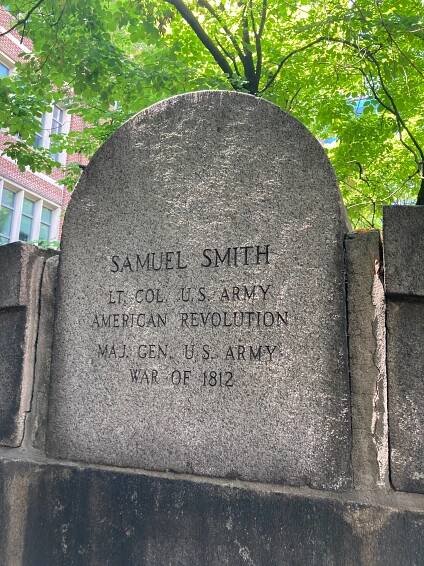 SAMUEL SMITH
LT. COL. U.S. ARMY
AMERICAN REVOLUTION
MAJ. GEN. U.S. ARMY
WAR OF 1812